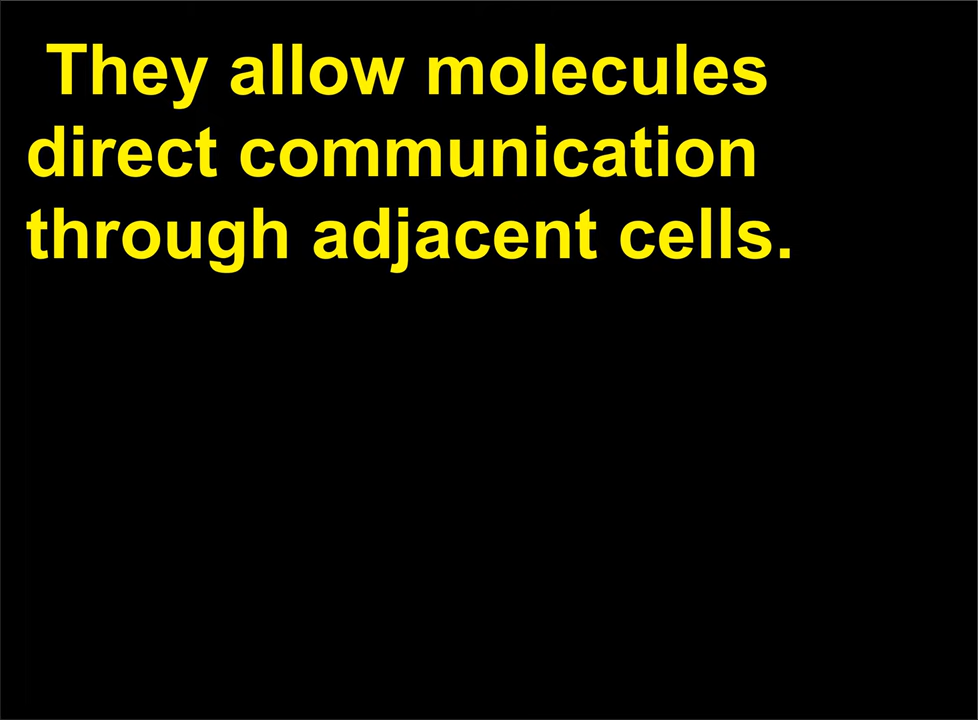 They allow molecules
direct communication
through adjacent cells.